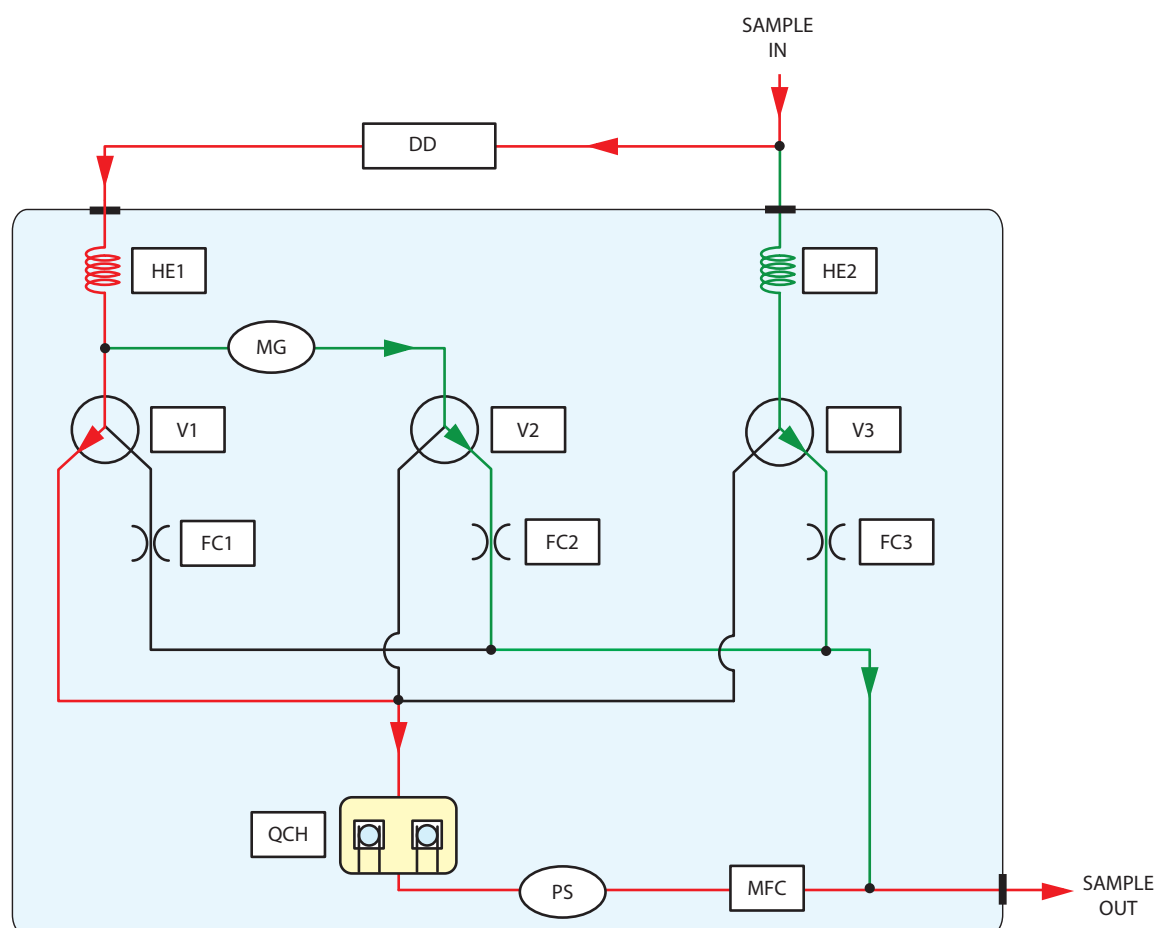 SAMPLE
IN
DD
HE1
HE2
MG
V1
V2
V3
FC1
FC2
FC3
QCH
PS
MFC
SAMPLE
OUT